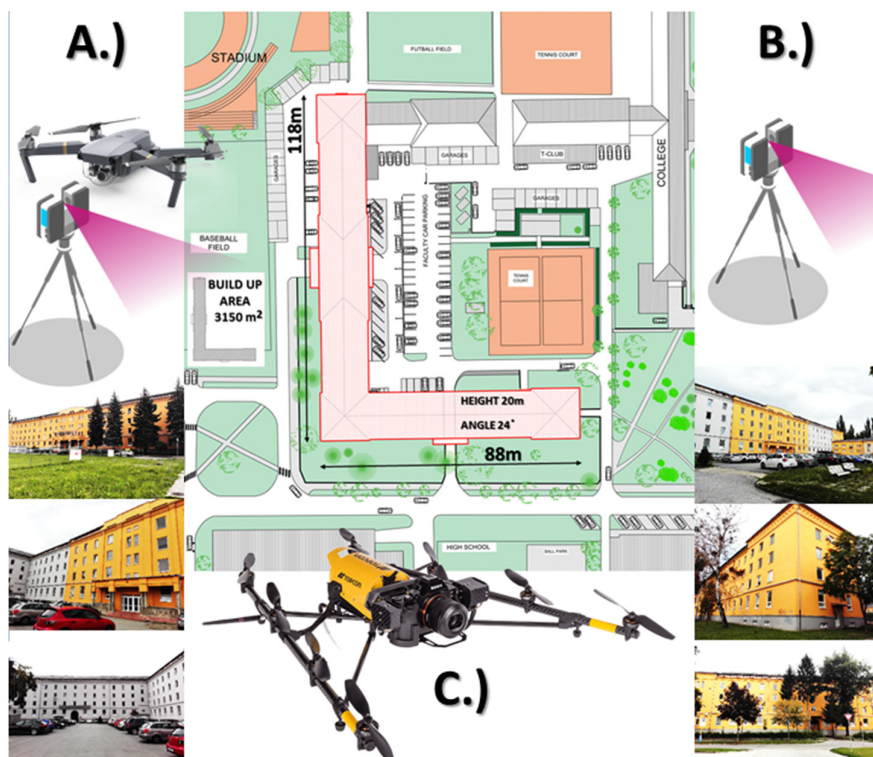 A.)
B.)
STADIUM
FUTBALL FIELD
TENNIS COURT
118m
GARAGES
GARAGES
T-CLUB
COLLEGE
GARAGES
FACULTY CAR PARKING
BASEBALL
FIELD
TENNIS
COURT
BUILD UP
AREA
3150 m²
HEIGHT 20m
ANGLE 24°
88m
HIGH SCHOOL
BALL PARK
TOPCON
C.)